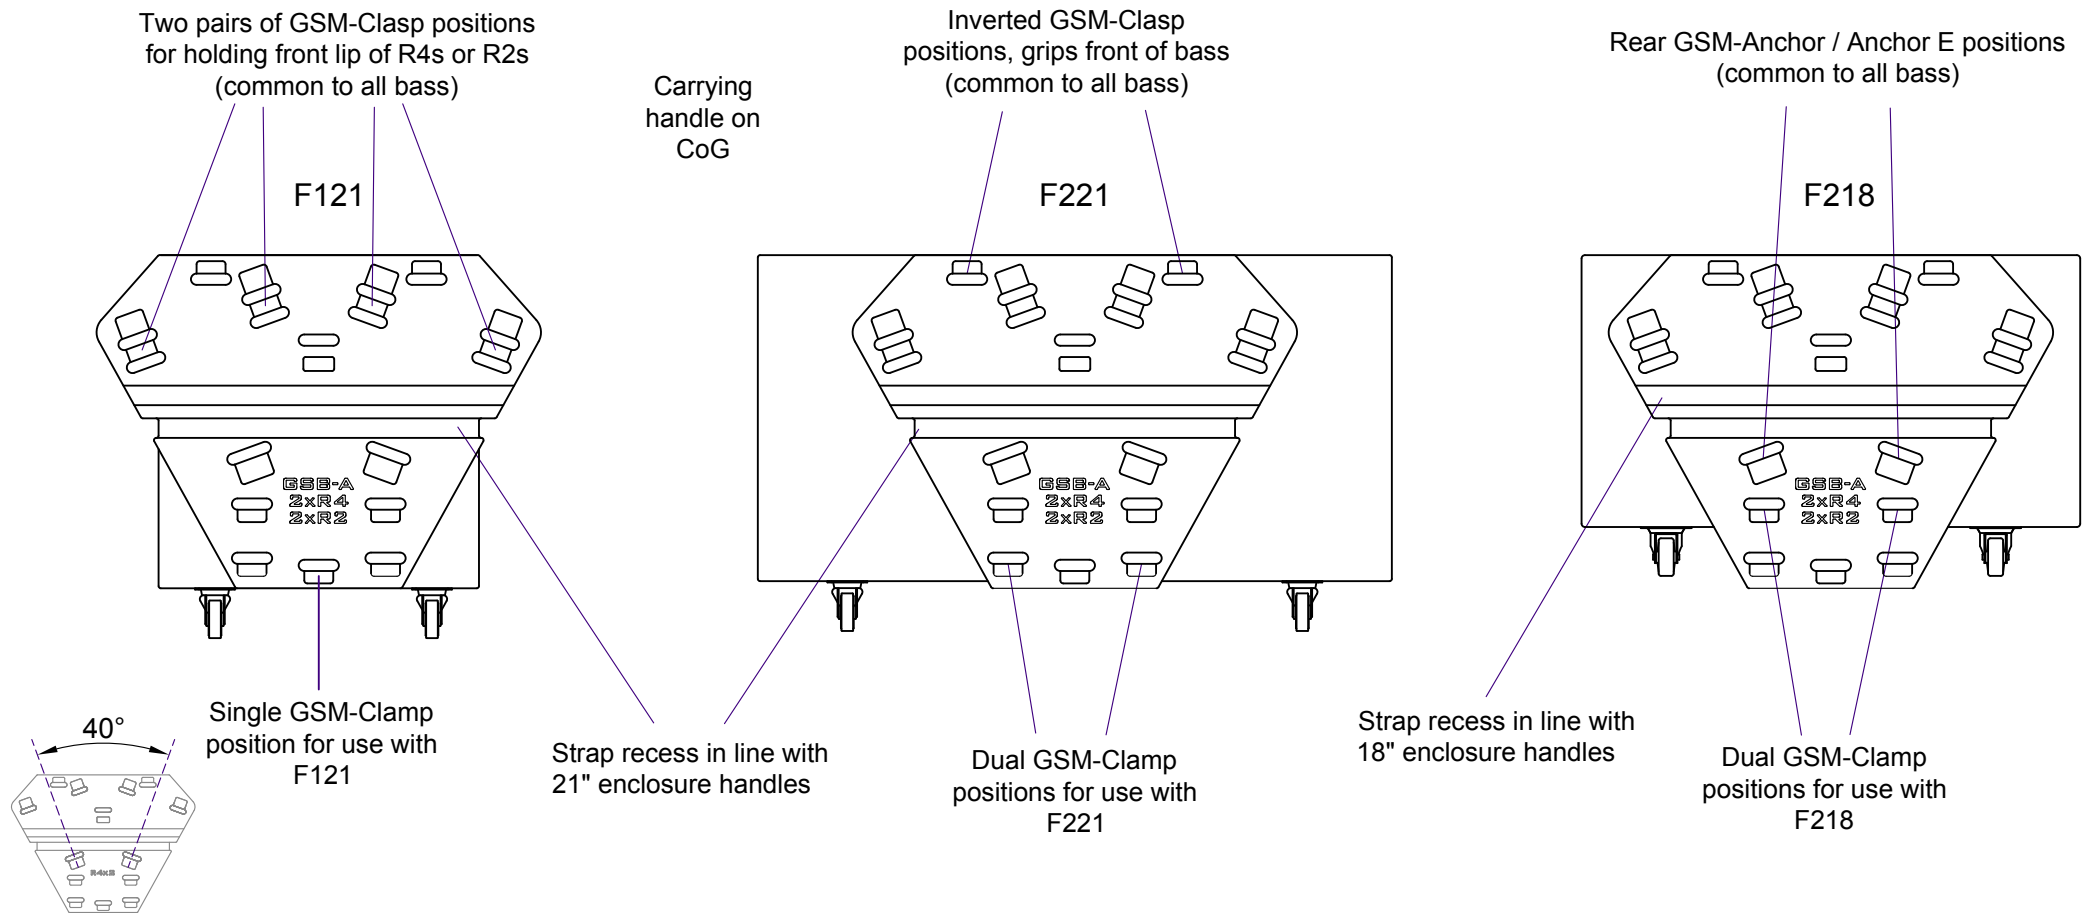 Two pairs of GSM-Clasp positions
for holding front lip of R4s or R2s
(common to all bass)
Carrying
handle on
CoG
Inverted GSM-Clasp
positions, grips front of bass
(common to all bass)
Rear GSM-Anchor / Anchor E positions
(common to all bass)
F121
F221
F218
GSB-A
2xR4
2xR2
GSB-A
2xR4
2xR2
GSB-A
2xR4
2xR2
40°
R4x2
Single GSM-Clamp
position for use with
F121
Strap recess in line with
21" enclosure handles
Dual GSM-Clamp
positions for use with
F221
Strap recess in line with
18" enclosure handles
Dual GSM-Clamp
positions for use with
F218